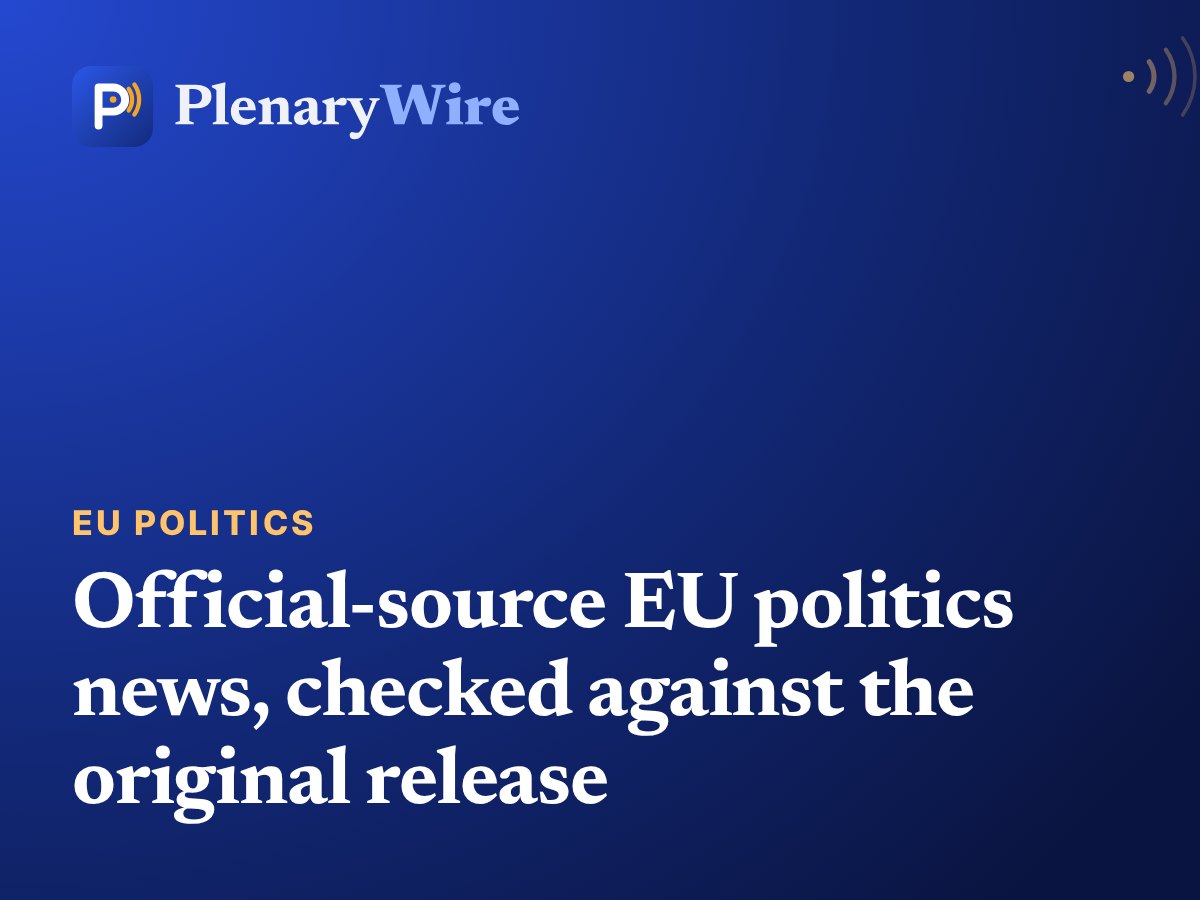 PlenaryWire
EU POLITICS
Official-source EU politics
news, checked against the
original release